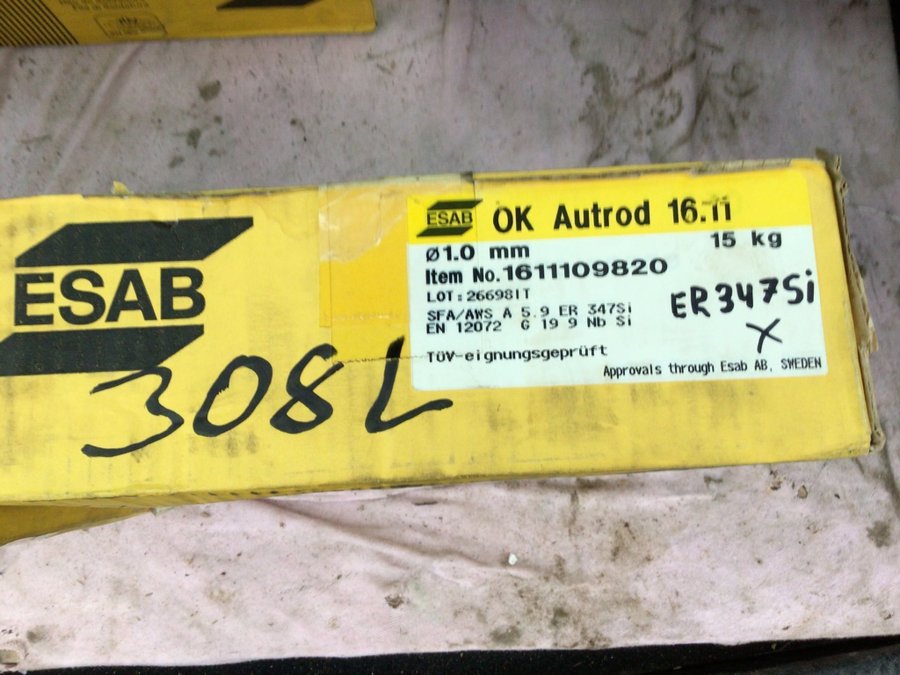 ESAB
308L
ESAB OK Autrod 16.11
Ø1.0 mm 15 kg
Item No. 1611109820
LOT: 266981T
SFA/AWS A 5.9 ER 347Si
EN 12072 G 19 9 Nb Si
ER347Si
X
TÜV-eignungsgeprüft
Approvals through Esab AB, SWEDEN